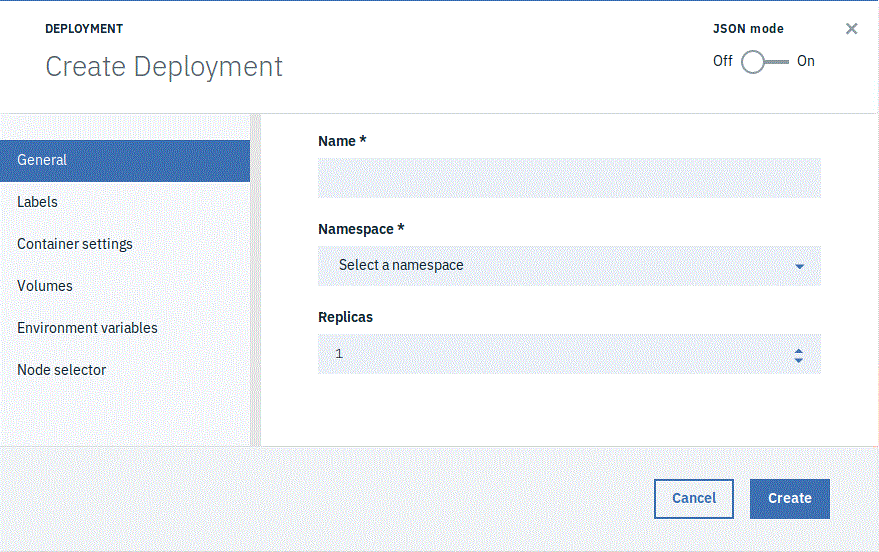 DEPLOYMENT
Create Deployment
JSON mode
Off On
General
Labels
Container settings
Volumes
Environment variables
Node selector
Name *
Namespace *
Select a namespace
Replicas
1
Cancel
Create